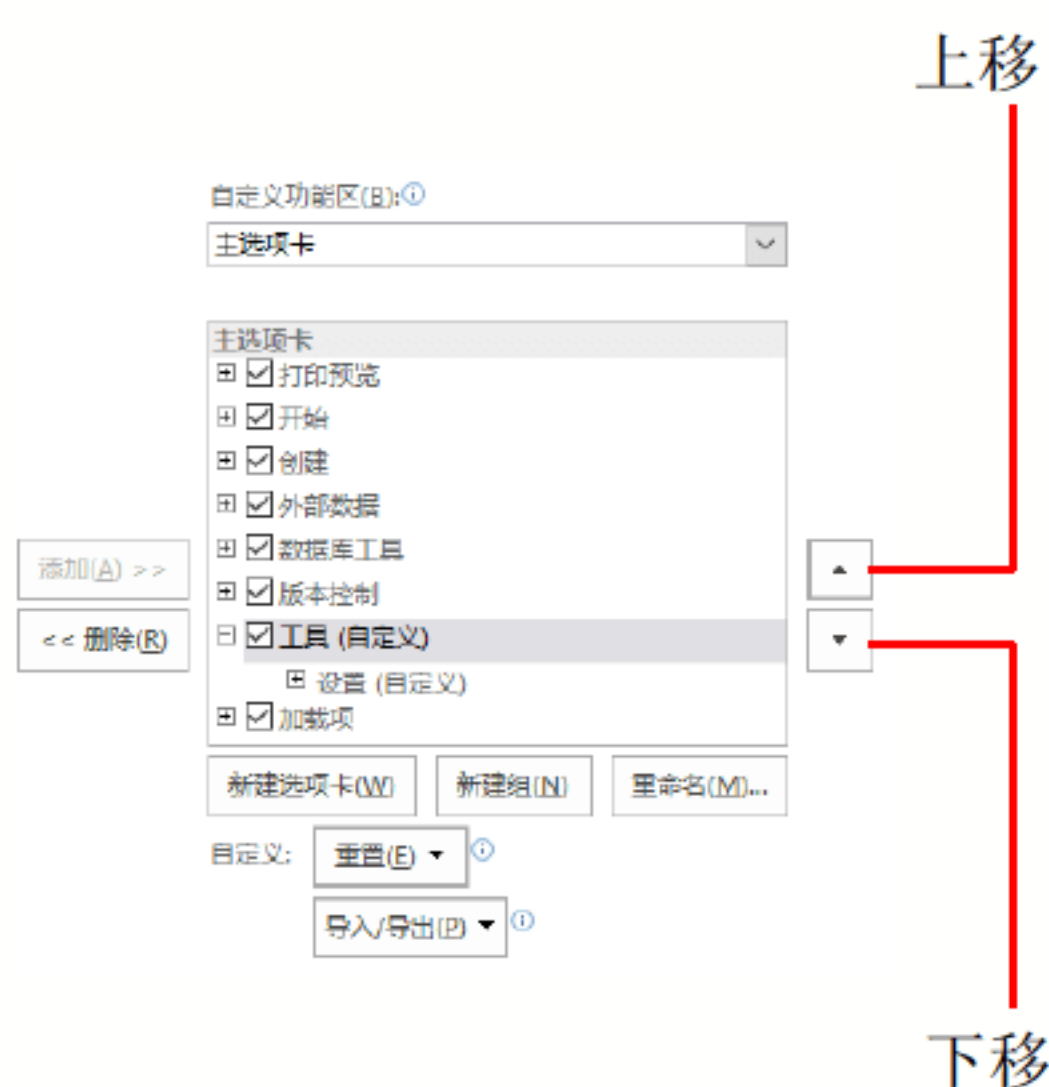 上移
自定义功能区(B):
主选项卡
主选项卡
打印预览
开始
创建
外部数据
数据库工具
添加(A) >>
版本控制
<< 删除(R)
工具 (自定义)
设置 (自定义)
加载项
新建选项卡(W) 新建组(N) 重命名(M)...
自定义: 重置(E)
导入/导出(P)
下移